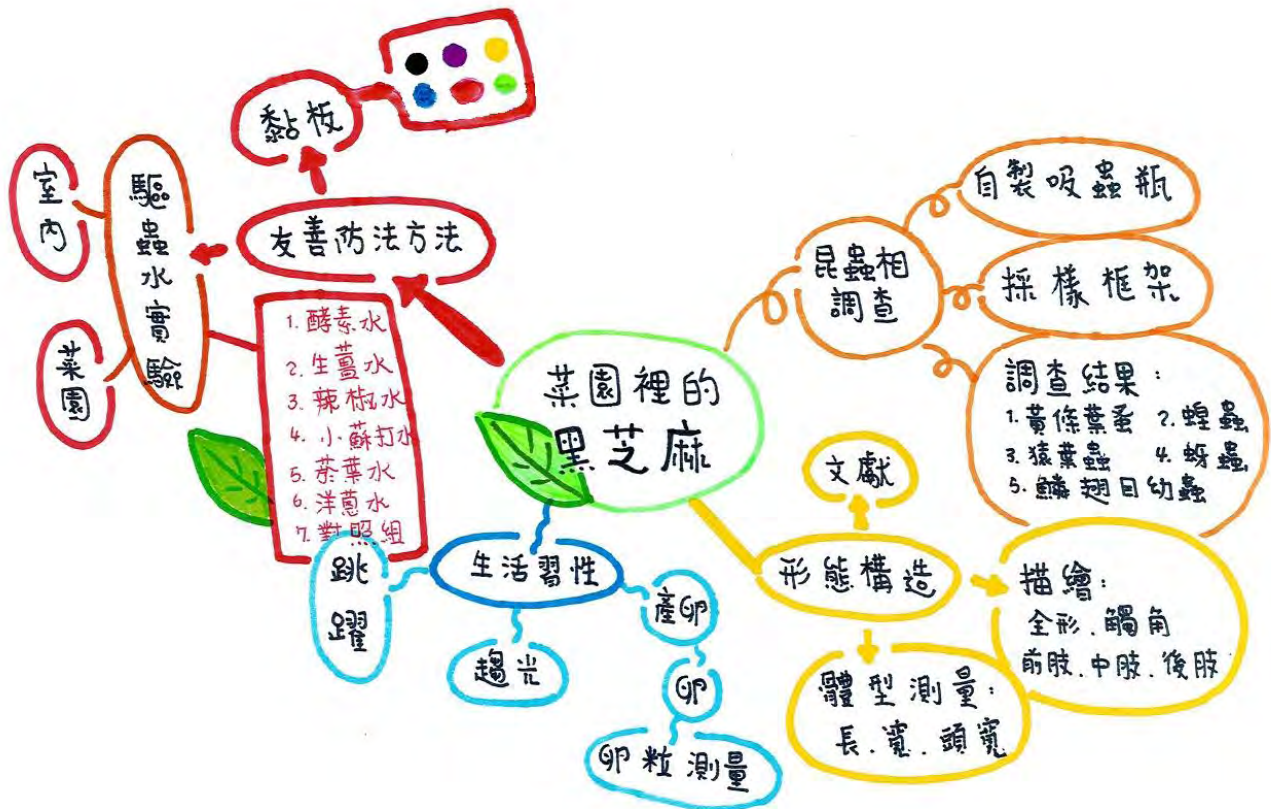 黏板
室內
驅蟲水實驗
菜園
友善防法方法
1. 酵素水
2. 生薑水
3. 辣椒水
4. 小蘇打水
5. 茶葉水
6. 洋蔥水
7. 對照組
菜園裡的
黑芝麻
昆蟲相
調查
自製吸蟲瓶
採樣框架
調查結果：
1. 黃條葉蚤 2. 蝗蟲
3. 猿葉蟲 4. 蚜蟲
5. 鱗翅目幼蟲
文獻
形態構造
描繪：
全形、觸角
前肢、中肢、後肢
體型測量：
長、寬、頭寬
生活習性
跳躍
趨光
產卵
卵
卵粒測量